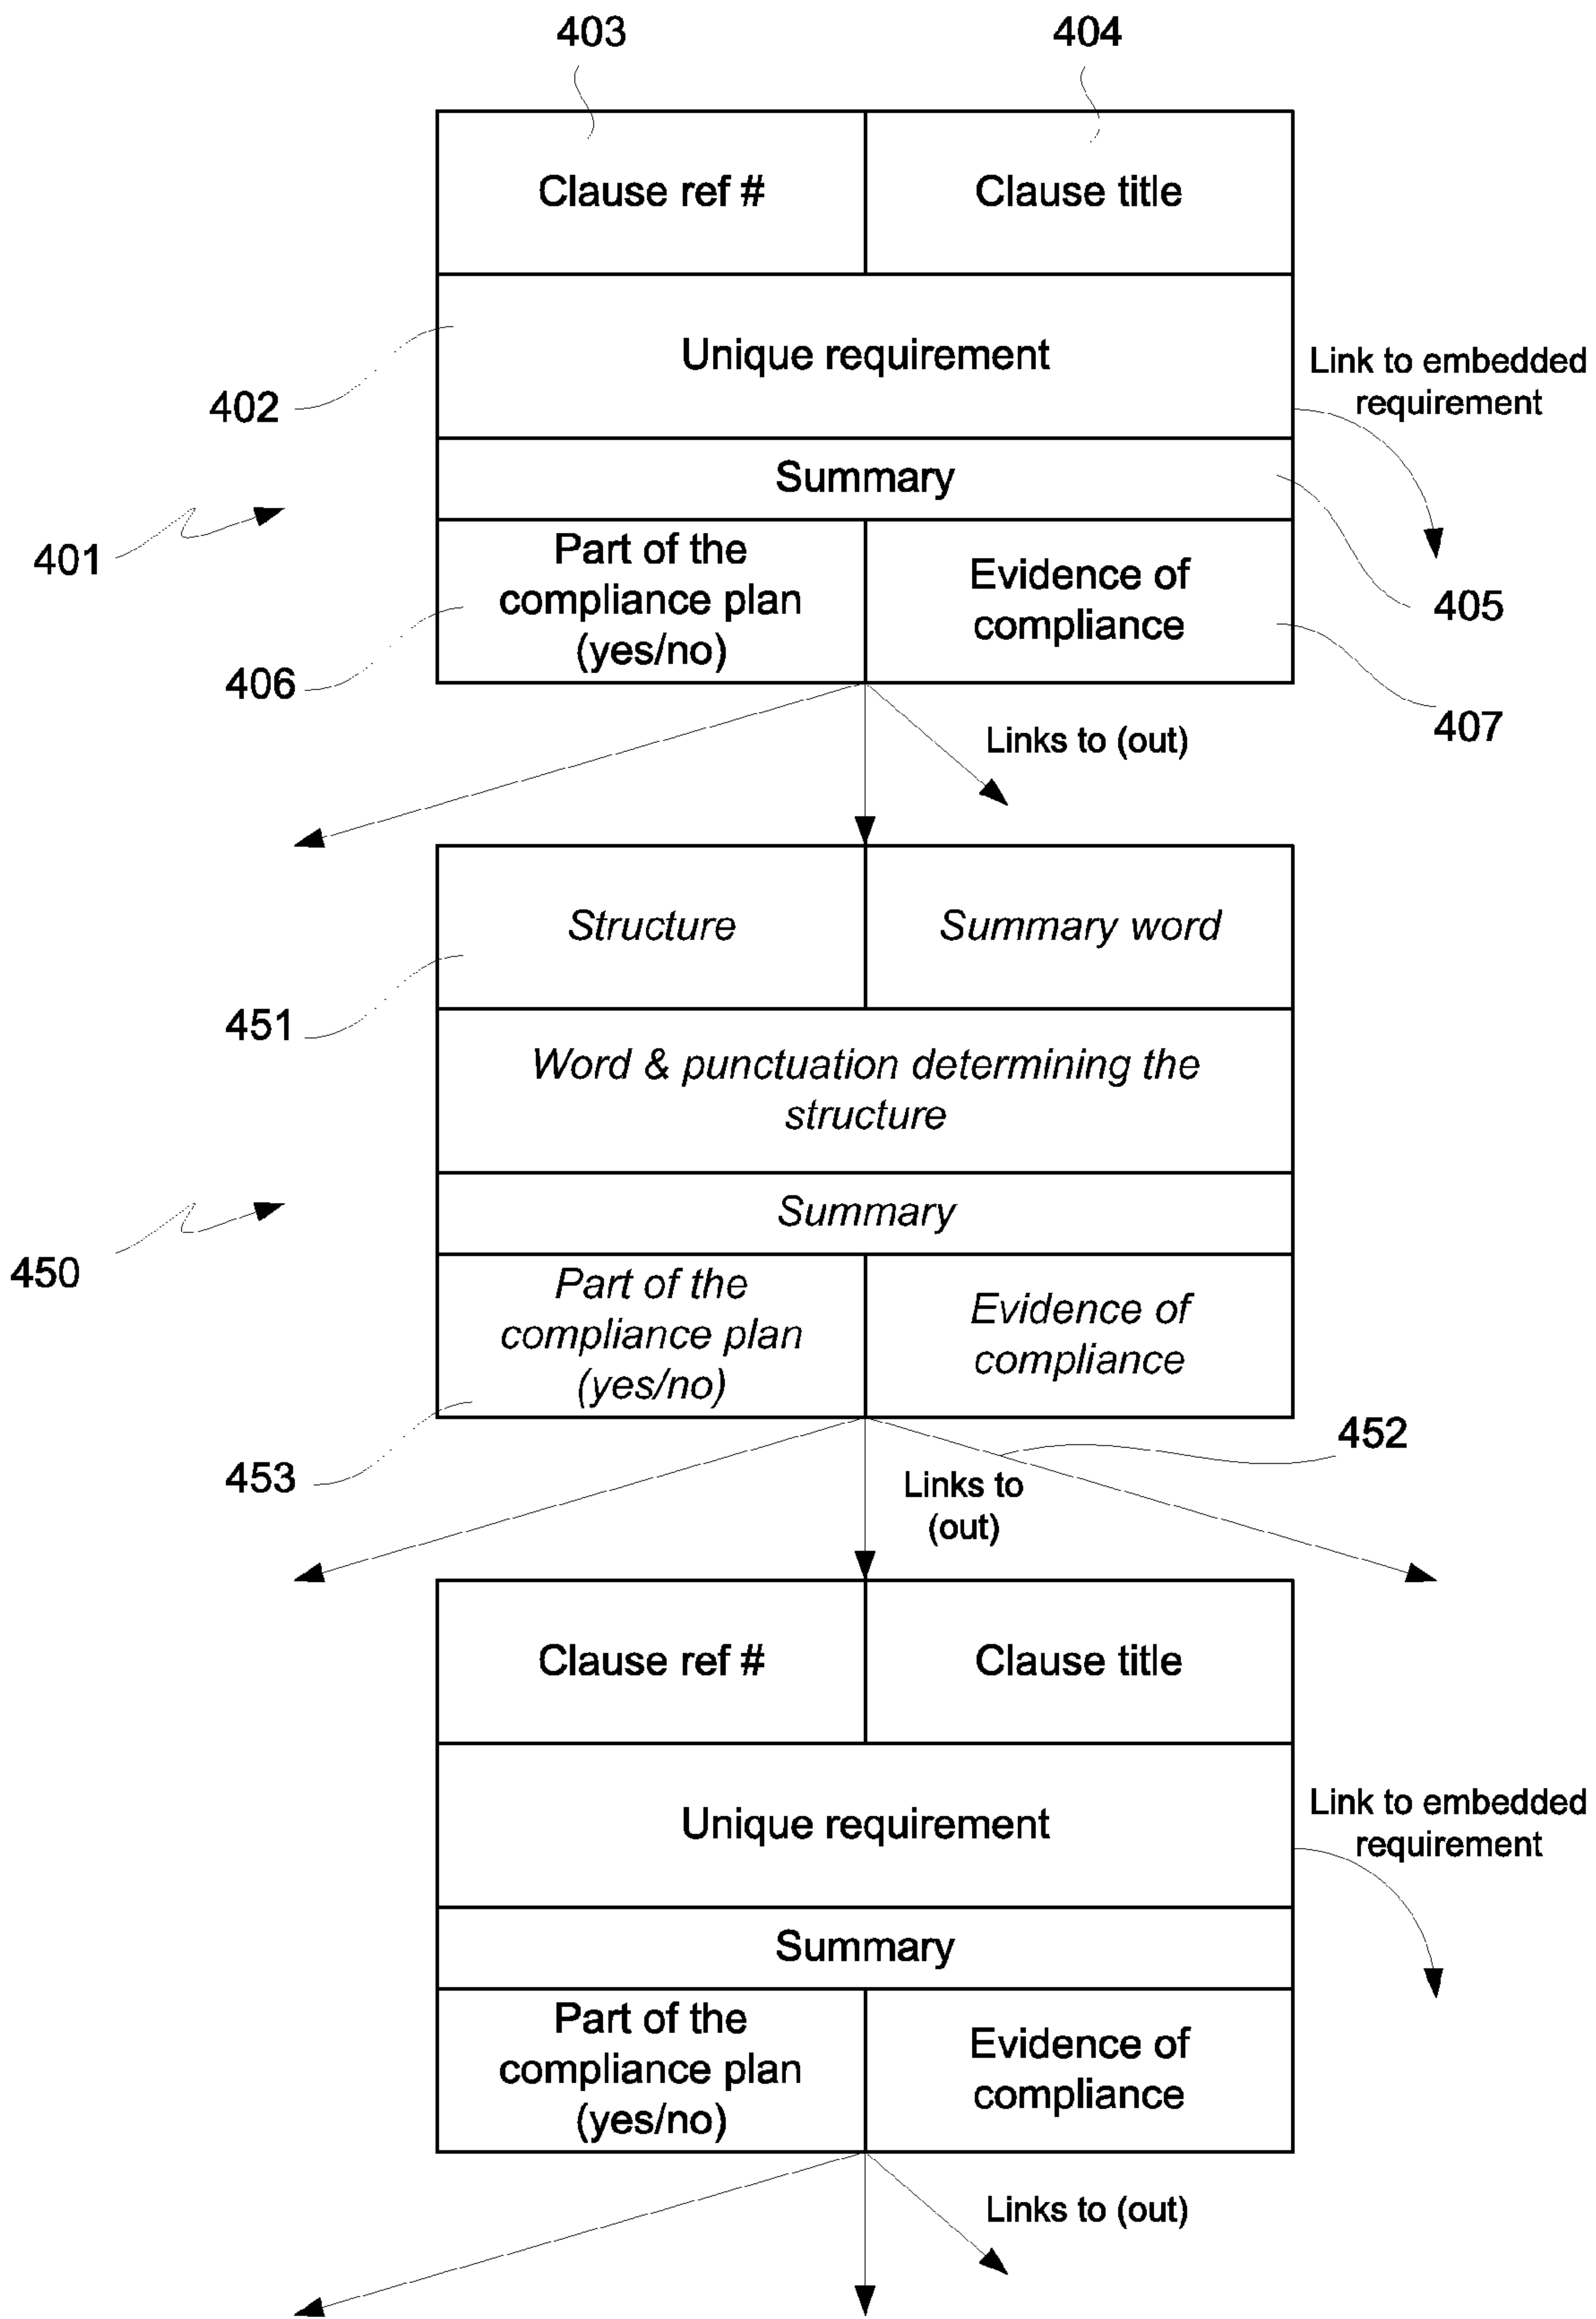 403
404
Clause ref #
Clause title
Unique requirement
Link to embedded
requirement
402
Summary
401
Part of the
compliance plan
(yes/no)
Evidence of
compliance
405
406
407
Links to (out)
Structure
Summary word
451
Word & punctuation determining the
structure
Summary
450
Part of the
compliance plan
(yes/no)
Evidence of
compliance
452
453
Links to
(out)
Clause ref #
Clause title
Unique requirement
Link to embedded
requirement
Summary
Part of the
compliance plan
(yes/no)
Evidence of
compliance
Links to (out)